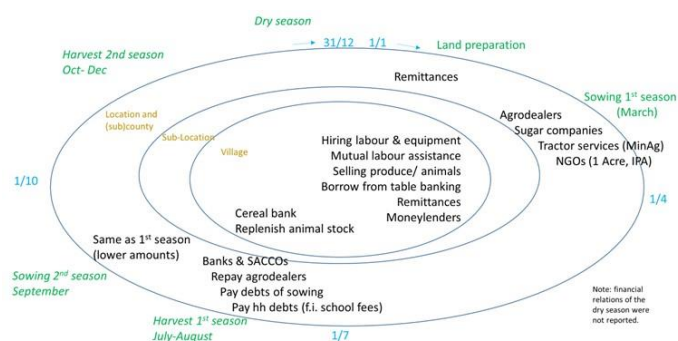 Dry season
Harvest 2nd season
Oct- Dec
31/12
1/1
Land preparation
Remittances
Sowing 1st season
(March)
Location and
(sub)county
Sub-Location
Village
Agrodealers
Sugar companies
Tractor services (MinAg)
NGOs (1 Acre, IPA)
Hiring labour & equipment
Mutual labour assistance
Selling produce/ animals
Borrow from table banking
Remittances
Moneylenders
1/10
1/4
Cereal bank
Replenish animal stock
Same as 1st season
(lower amounts)
Banks & SACCOs
Repay agrodealers
Pay debts of sowing
Pay hh debts (f.i. school fees)
Sowing 2nd season
September
Harvest 1st season
July-August
1/7
Note: financial
relations of the
dry season were
not reported.